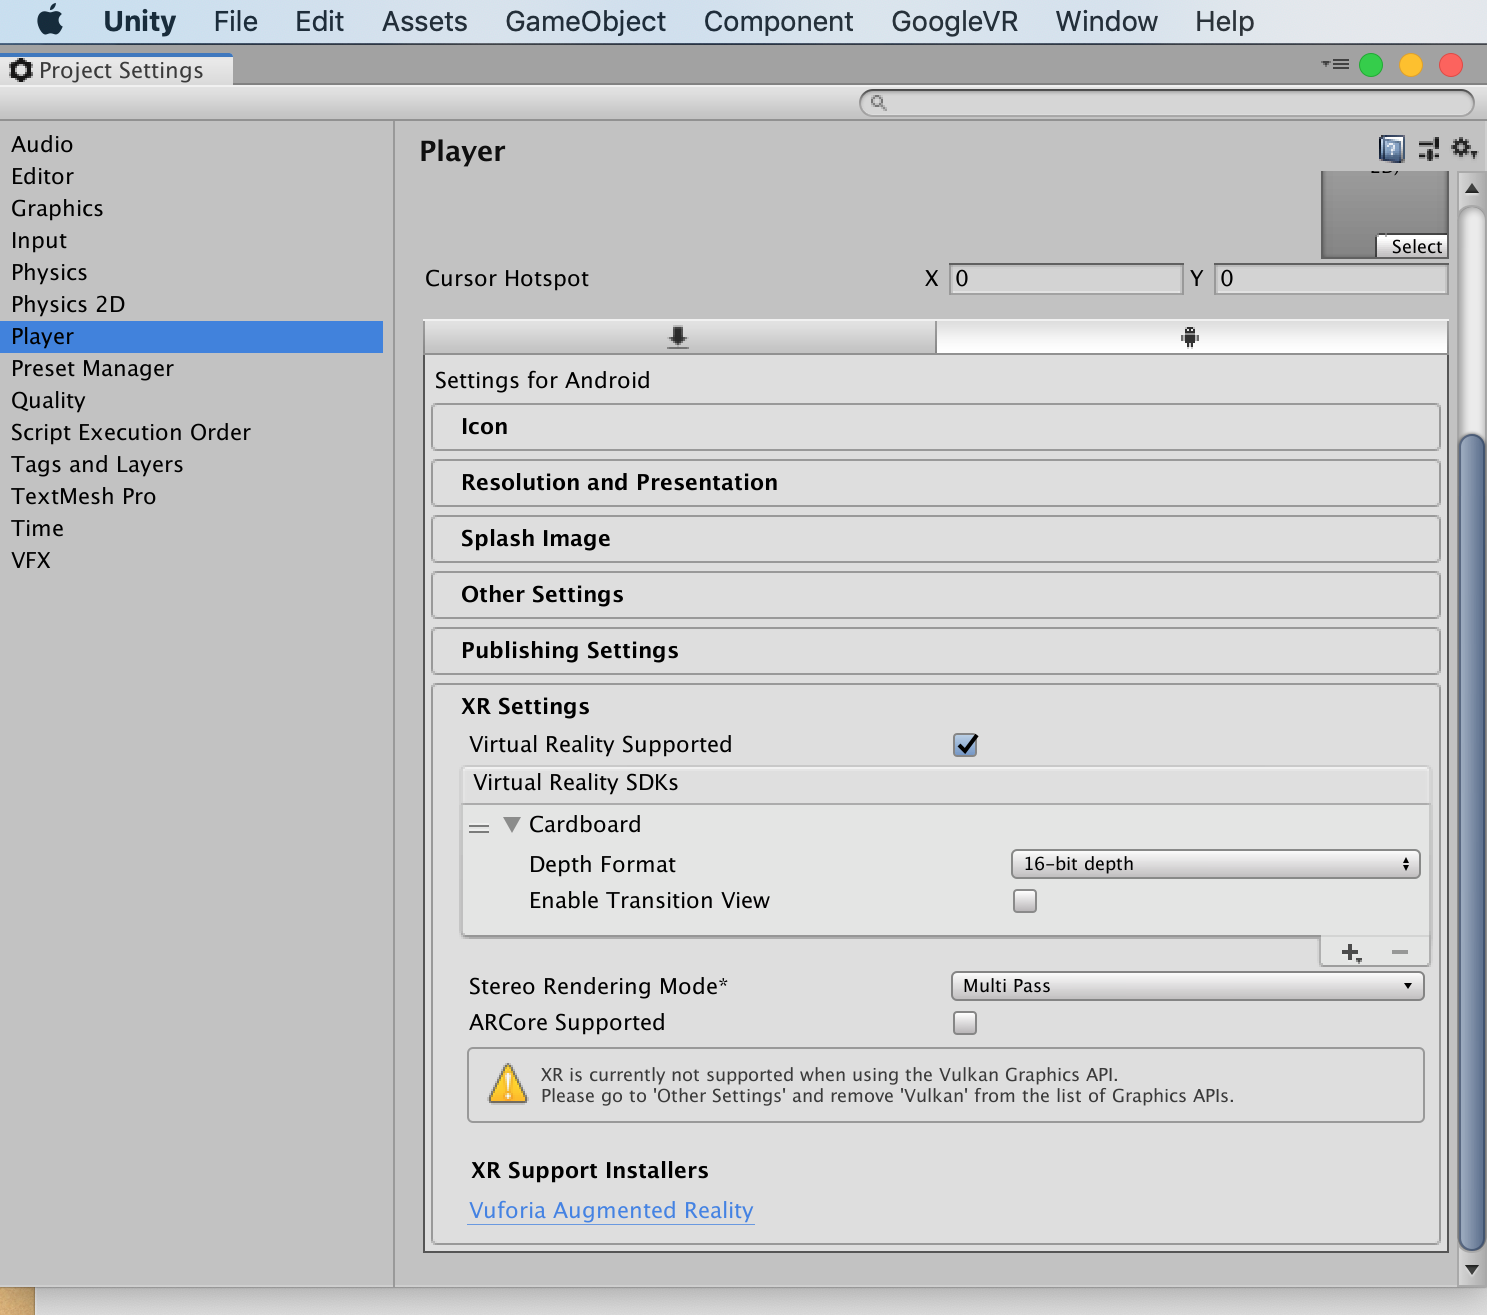 Unity File Edit Assets GameObject Component GoogleVR Window Help
Project Settings
Audio
Editor
Graphics
Input
Physics
Physics 2D
Player
Preset Manager
Quality
Script Execution Order
Tags and Layers
TextMesh Pro
Time
VFX
Player
Select
Cursor Hotspot X 0 Y 0
Settings for Android
Icon
Resolution and Presentation
Splash Image
Other Settings
Publishing Settings
XR Settings
Virtual Reality Supported
Virtual Reality SDKs
Cardboard
Depth Format 16-bit depth
Enable Transition View
Stereo Rendering Mode* Multi Pass
ARCore Supported
XR is currently not supported when using the Vulkan Graphics API.
Please go to 'Other Settings' and remove 'Vulkan' from the list of Graphics APIs.
XR Support Installers
Vuforia Augmented Reality